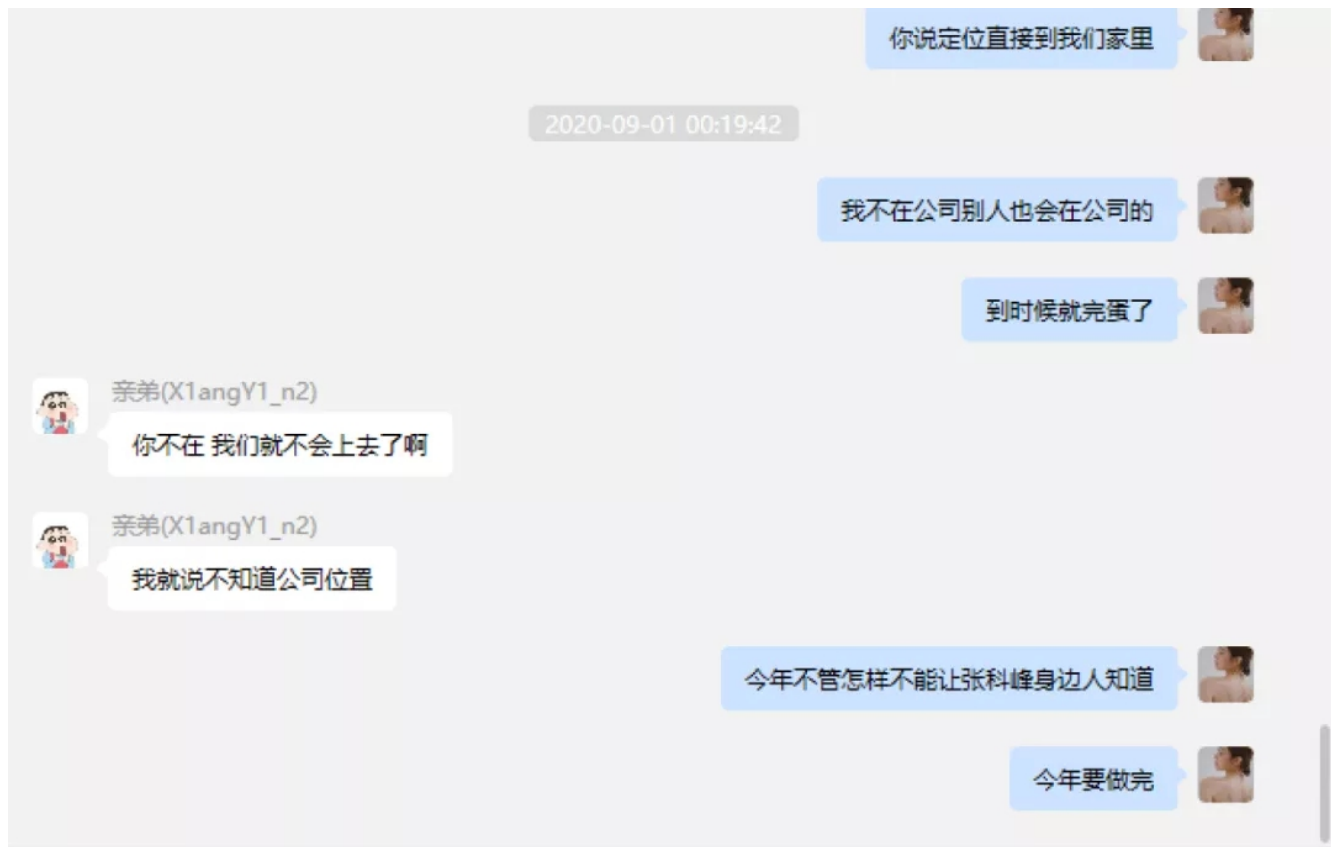 你说定位直接到我们家里
2020-09-01 00:19:42
我不在公司别人也会在公司的
到时候就完蛋了
亲弟(X1angY1_n2)
你不在 我们就不会上去了啊
亲弟(X1angY1_n2)
我就说不知道公司位置
今年不管怎样不能让张科峰身边人知道
今年要做完